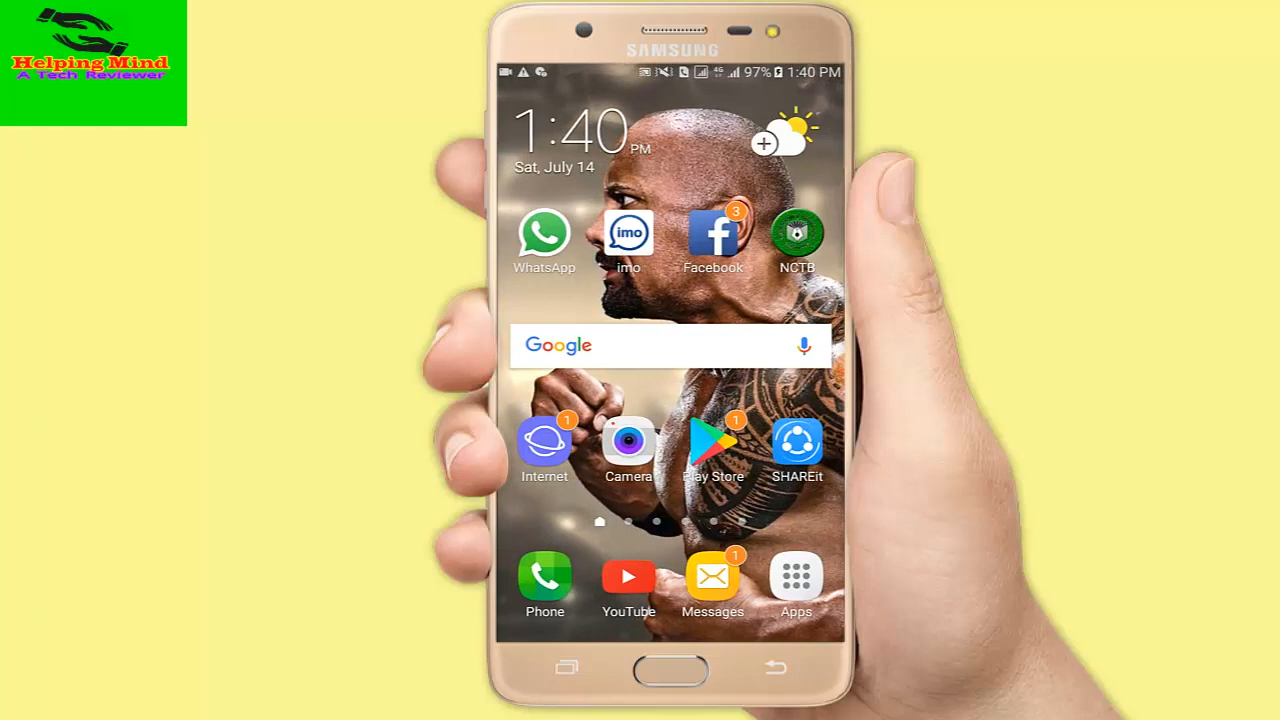 Helping Mind
A Tech Reviewer
SAMSUNG
4G 97% 1:40 PM
1:40 PM
Sat, July 14
3
WhatsApp imo Facebook NCTB
imo
Google
1 1
Internet Camera Play Store SHAREit
1
Phone YouTube Messages Apps